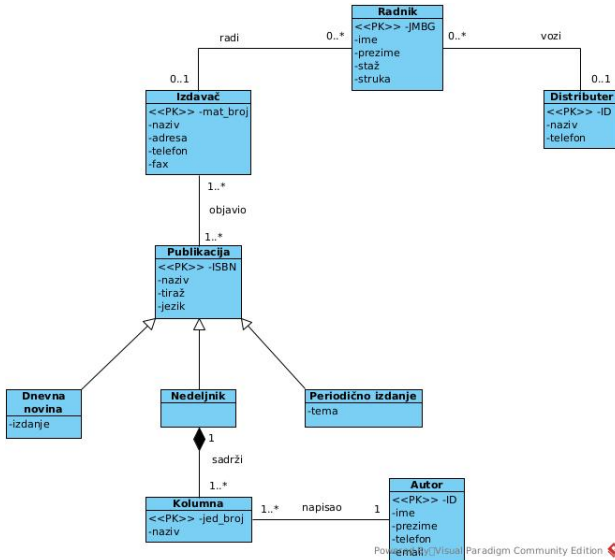 Radnik
<<PK>> -JMBG
-ime
-prezime
-staž
-struka
radi
0..*
0..*
vozi
0..1
0..1
Izdavač
<<PK>> -mat_broj
-naziv
-adresa
-telefon
-fax
Distributer
<<PK>> -ID
-naziv
-telefon
1..*
objavio
1..*
Publikacija
<<PK>> -ISBN
-naziv
-tiraž
-jezik
Dnevna
novina
-izdanje
Nedeljnik
Periodično izdanje
-tema
1
sadrži
1..*
Kolumna
<<PK>> -jed_broj
-naziv
1..*
napisao
1
Autor
<<PK>> -ID
-ime
-prezime
-telefon
-email
Powered By Visual Paradigm Community Edition